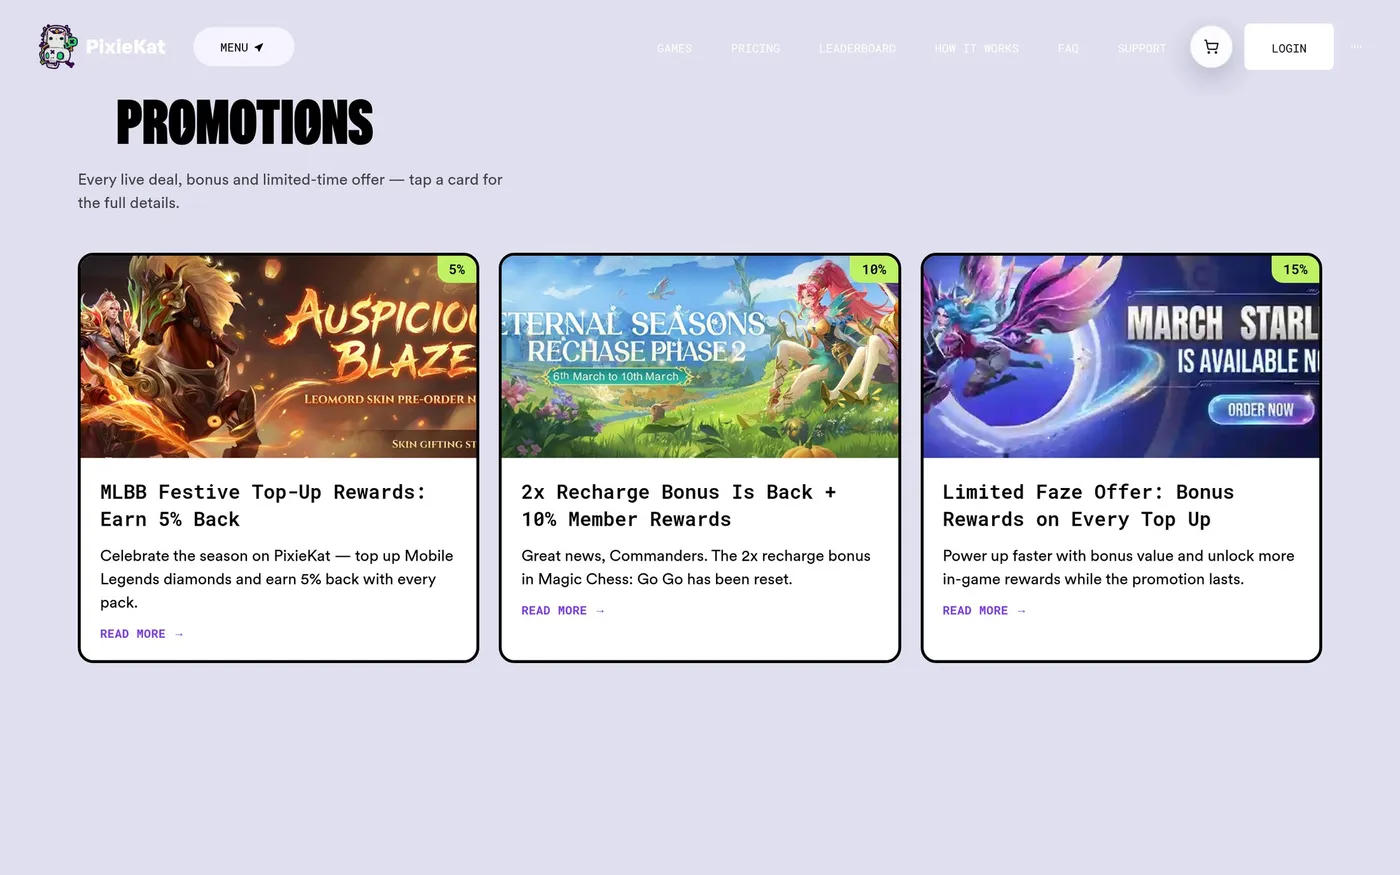 PixieKat
MENU
GAMES
PRICING
LEADERBOARD
HOW IT WORKS
FAQ
SUPPORT
LOGIN
PROMOTIONS
Every live deal, bonus and limited-time offer — tap a card for
the full details.
5%
AUSPICIOU
BLAZE
LEOMORD SKIN PRE-ORDER N
SKIN GIFTING ST
MLBB Festive Top-Up Rewards:
Earn 5% Back
Celebrate the season on PixieKat — top up Mobile
Legends diamonds and earn 5% back with every
pack.
READ MORE →
10%
ETERNAL SEASONS
RECHASE PHASE 2
6th March to 10th March
2x Recharge Bonus Is Back +
10% Member Rewards
Great news, Commanders. The 2x recharge bonus
in Magic Chess: Go Go has been reset.
READ MORE →
15%
MARCH STARL
IS AVAILABLE NO
ORDER NOW
Limited Faze Offer: Bonus
Rewards on Every Top Up
Power up faster with bonus value and unlock more
in-game rewards while the promotion lasts.
READ MORE →